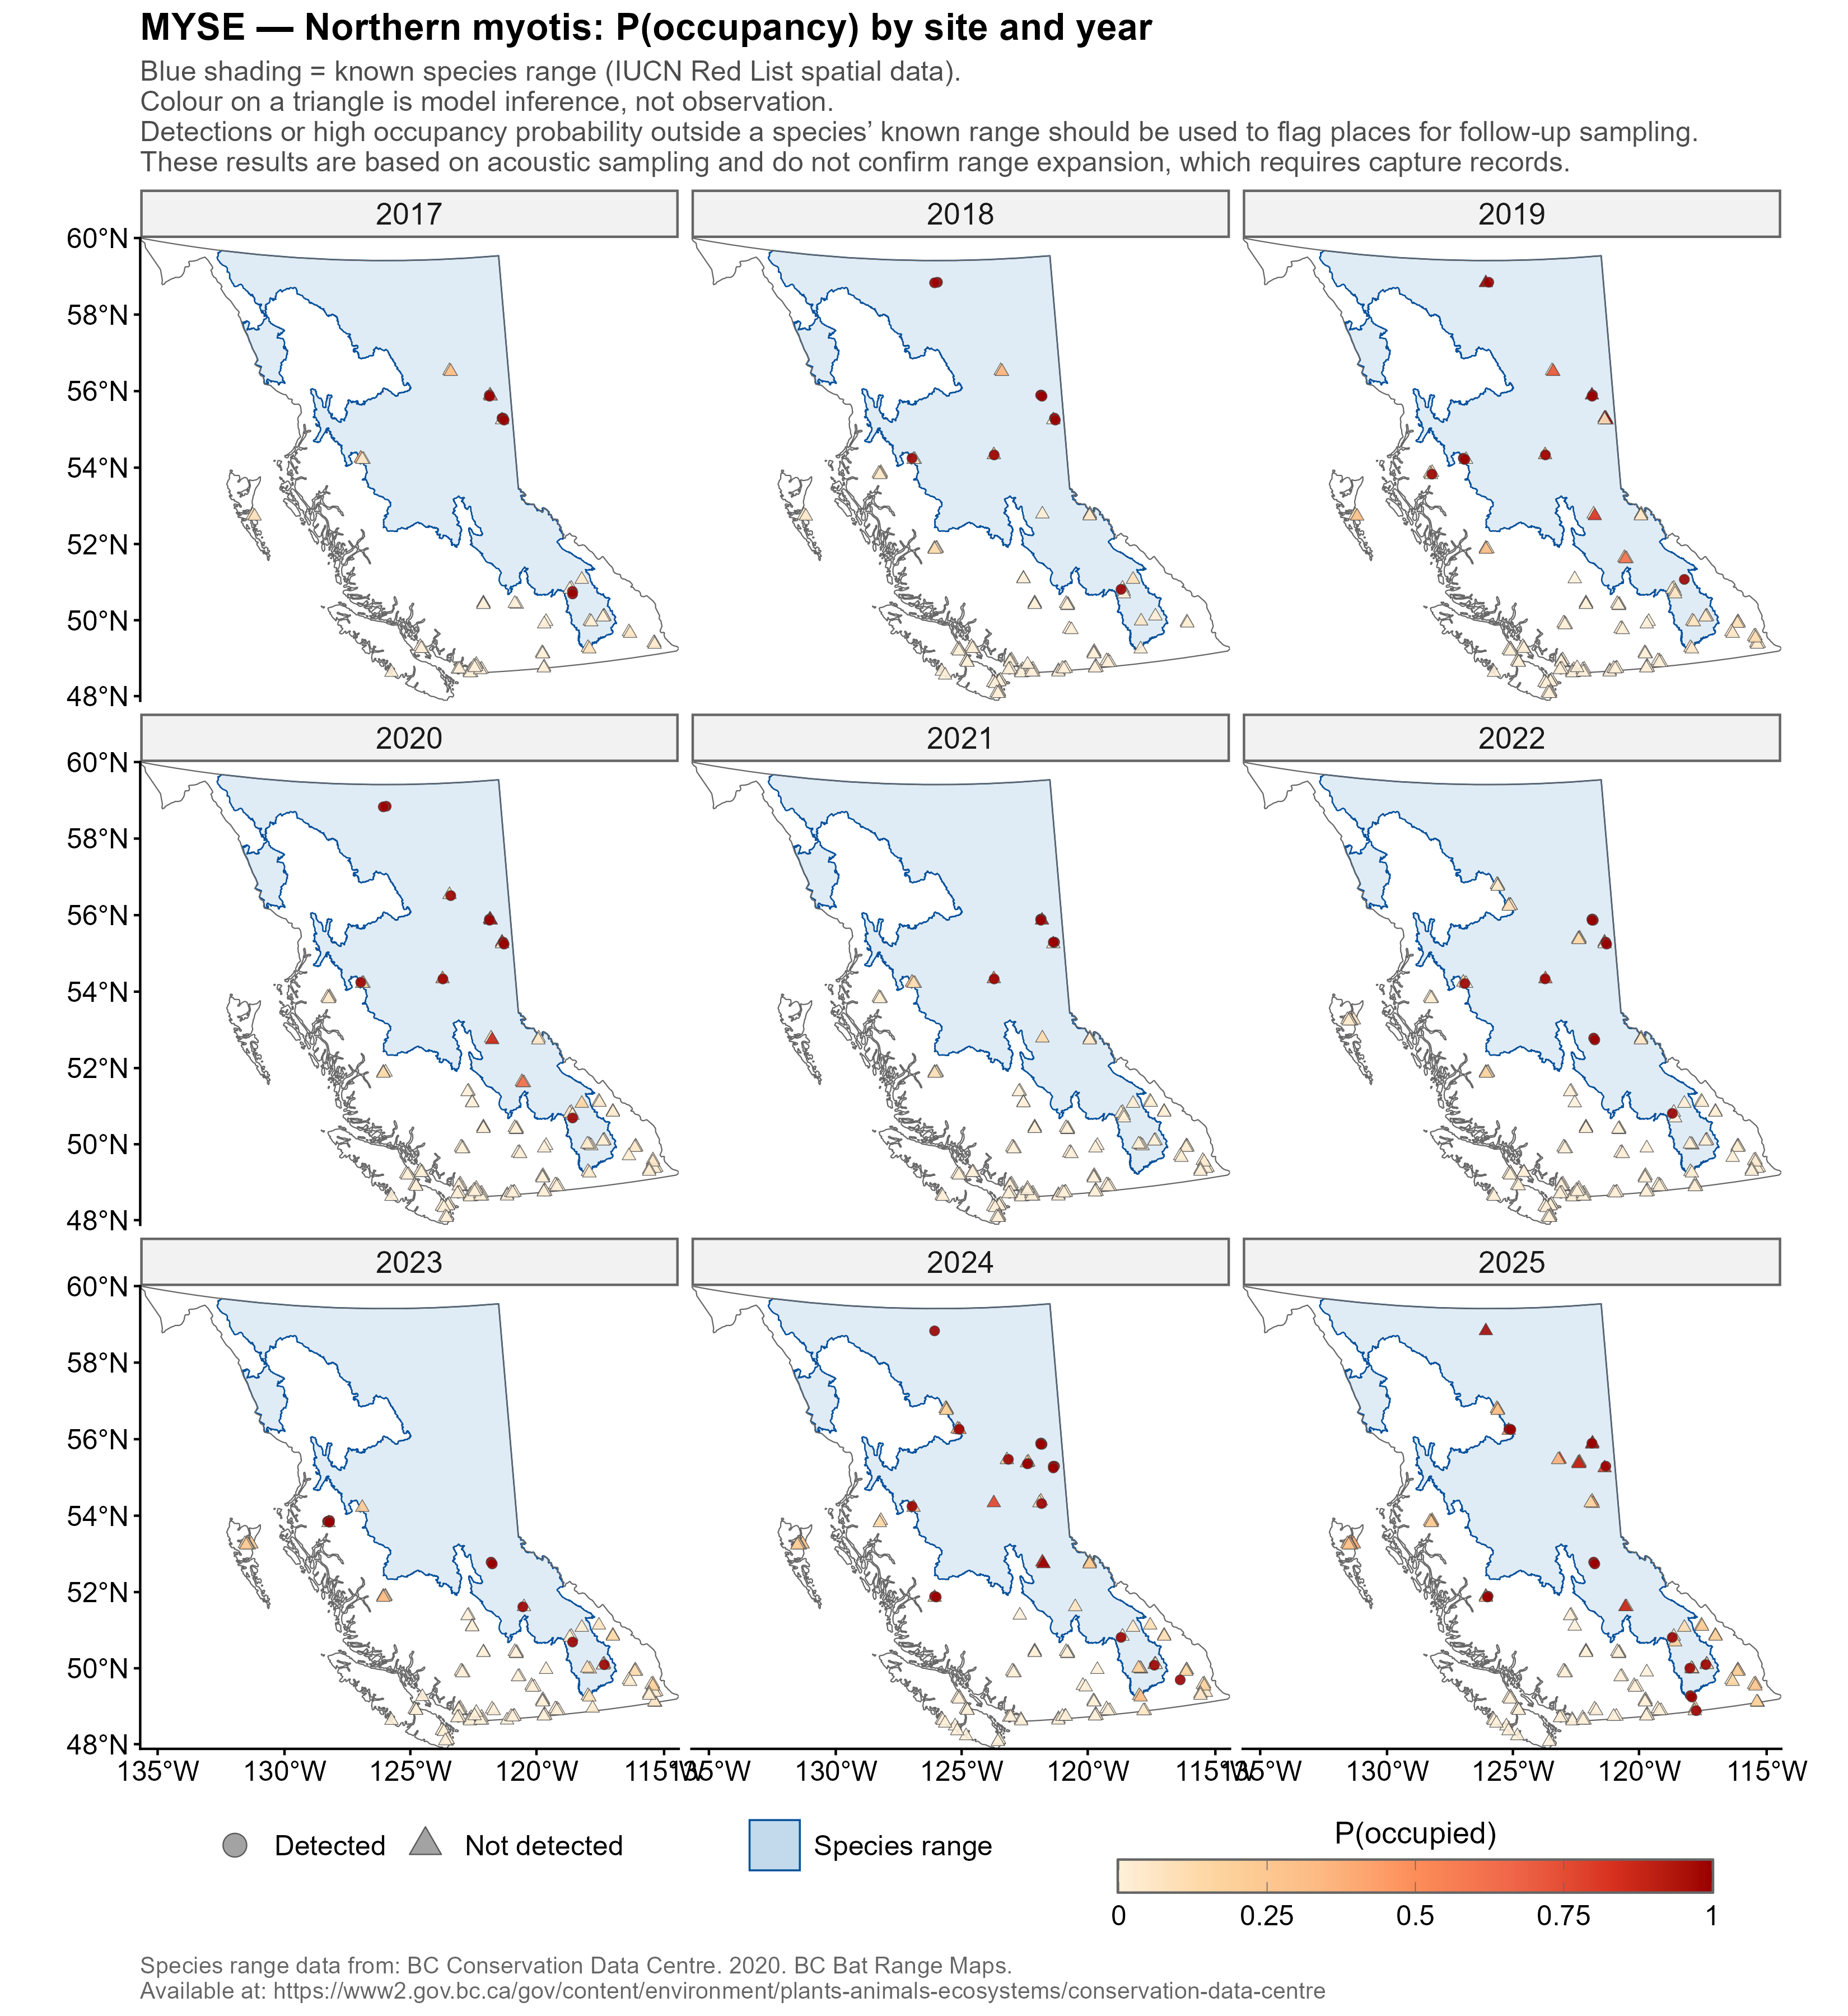 MYSE — Northern myotis: P(occupancy) by site and year
Blue shading = known species range (IUCN Red List spatial data).
Colour on a triangle is model inference, not observation.
Detections or high occupancy probability outside a species’ known range should be used to flag places for follow-up sampling.
These results are based on acoustic sampling and do not confirm range expansion, which requires capture records.
2017 2018 2019
60°N
58°N
56°N
54°N
52°N
50°N
48°N
2020 2021 2022
60°N
58°N
56°N
54°N
52°N
50°N
48°N
2023 2024 2025
60°N
58°N
56°N
54°N
52°N
50°N
48°N
135°W 130°W 125°W 120°W 115°W 135°W 130°W 125°W 120°W 115°W 135°W 130°W 125°W 120°W 115°W
Detected Not detected Species range
P(occupied)
0 0.25 0.5 0.75 1
Species range data from: BC Conservation Data Centre. 2020. BC Bat Range Maps.
Available at: https://www2.gov.bc.ca/gov/content/environment/plants-animals-ecosystems/conservation-data-centre